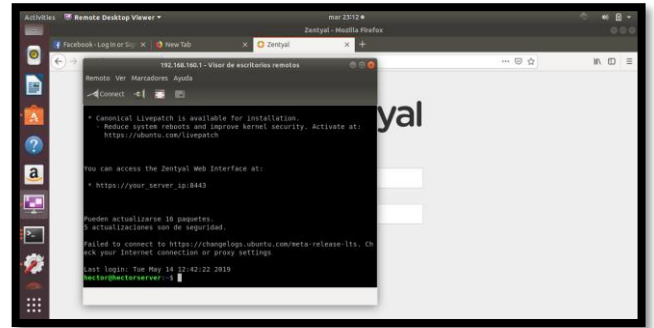 Activities
Remote Desktop Viewer
mar 23:12
Zentyal - Mozilla Firefox
Facebook - Log In or Sig
New Tab
Zentyal
192.168.160.1 - Visor de escritorios remotos
Remoto Ver Marcadores Ayuda
Connect
yal
* Canonical Livepatch is available for installation.
- Reduce system reboots and improve kernel security. Activate at:
https://ubuntu.com/livepatch
You can access the Zentyal Web Interface at:
* https://your_server_ip:8443
Pueden actualizarse 16 paquetes.
5 actualizaciones son de seguridad.
Failed to connect to https://changelogs.ubuntu.com/meta-release-lts. Ch
eck your Internet connection or proxy settings
Last login: Tue May 14 12:42:22 2019
hector@hectorserver:~$